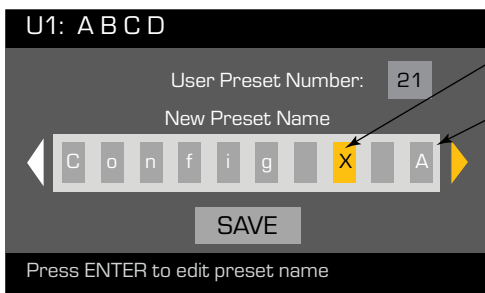 U1: A B C D
User Preset Number: 21
New Preset Name
C o n f i g X A
SAVE
Press ENTER to edit preset name